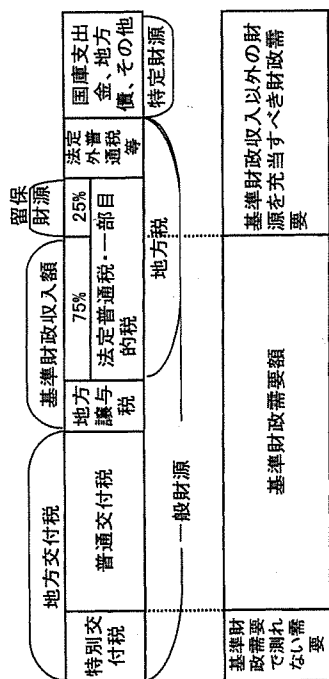 地方交付税
基準財政収入額
留保
財源
特別交
付税
普通交付税
地方
譲与
税
75%
25%
法定普通税・一部目
的税
法定
外普
通税
等
国庫支出
金、地方
債、その他
地方税
特定財源
一般財源
基準財
政需要
で測れ
ない需
要
基準財政需要額
基準財政収入以外の財
源を充当すべき財政需
要